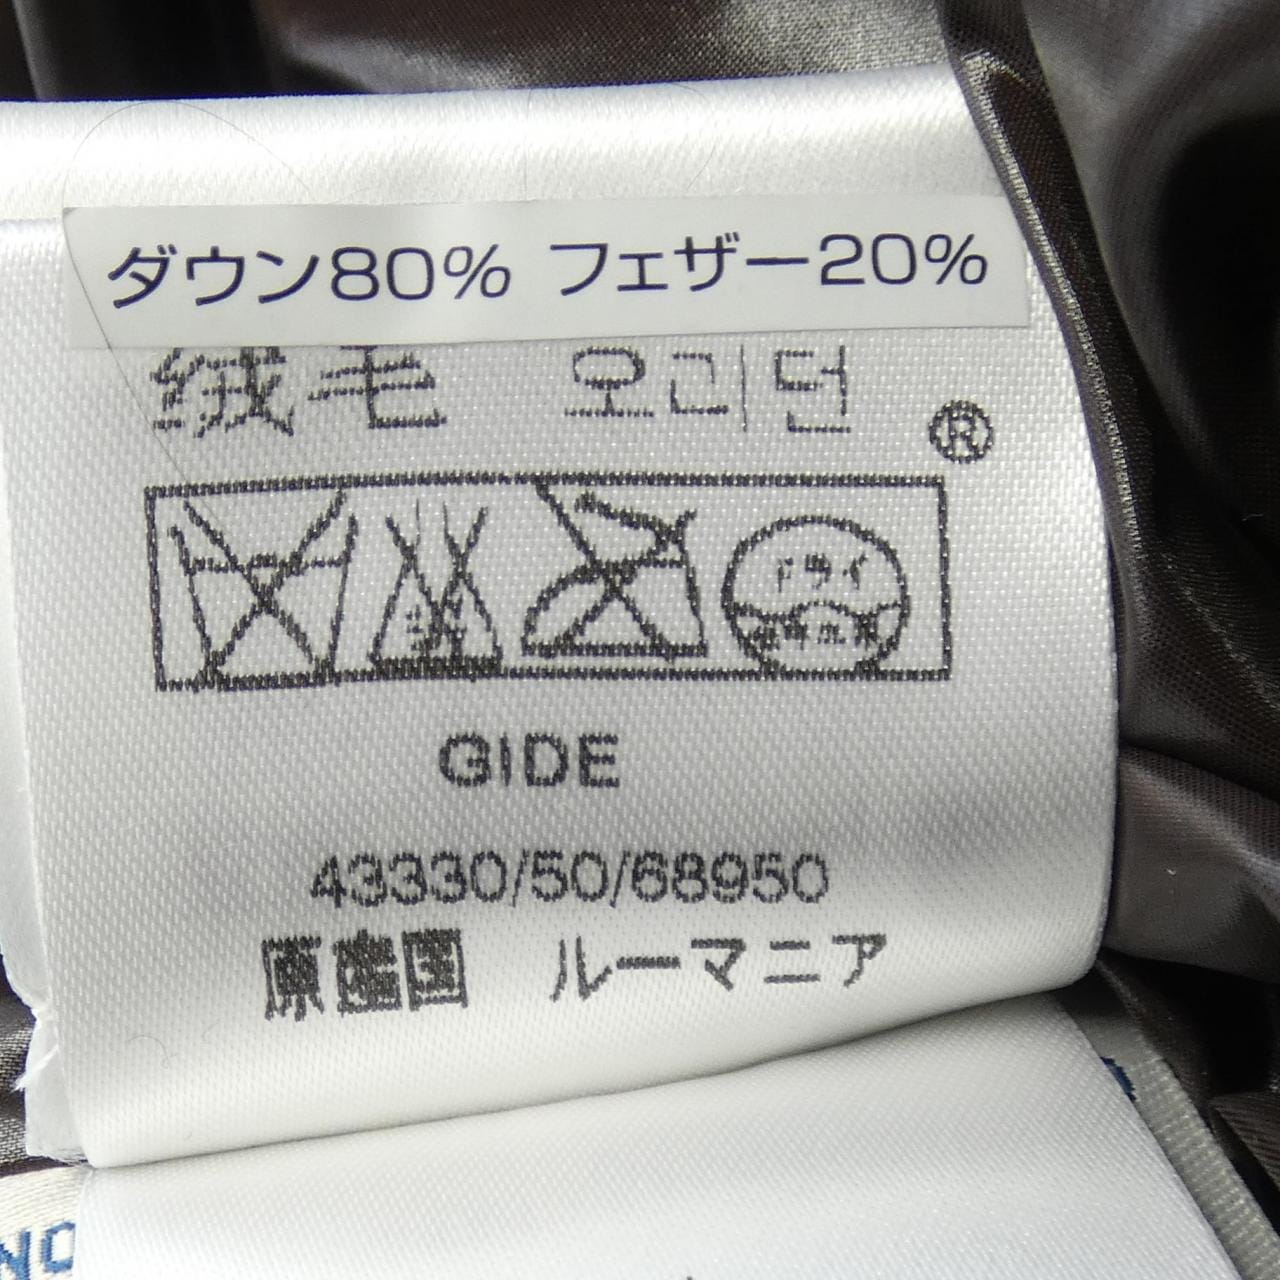 ダウン80% フェザー20%
绒毛 오리털
®
ドライ
GIDE
43330/50/68950
原産国 ルーマニア